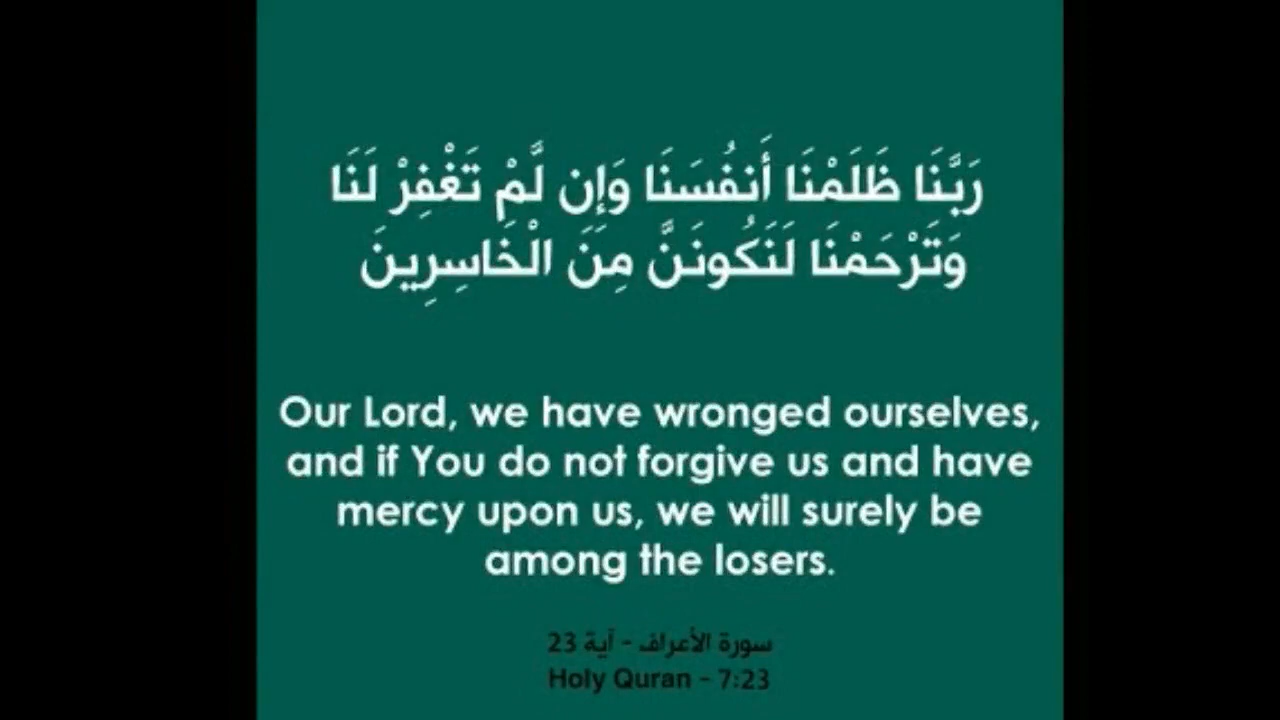 رَبَّنَا ظَلَمْنَا أَنفُسَنَا وَإِن لَّمْ تَغْفِرْ لَنَا
وَتَرْحَمْنَا لَنَكُونَنَّ مِنَ الْخَاسِرِينَ
Our Lord, we have wronged ourselves,
and if You do not forgive us and have
mercy upon us, we will surely be
among the losers.
سورة الأعراف - آية 23
Holy Quran - 7:23